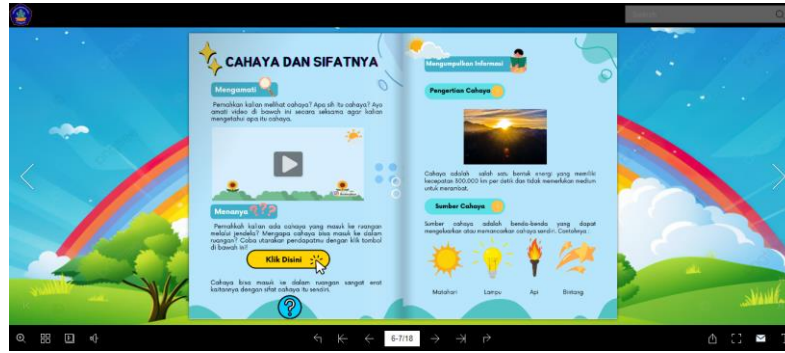 Search
CAHAYA DAN SIFATNYA
Mengamati
Pernahkan kalian melihat cahaya? Apa sih itu cahaya? Ayo
amati video di bawah ini secara seksama agar kalian
mengetahui apa itu cahaya.
Menanya ???
Pernahkah kalian ada cahaya yang masuk ke ruangan
melalui jendela? Mengapa cahaya bisa masuk ke dalam
ruangan? Coba utarakan pendapatmu dengan klik tombol
di bawah ini!
Klik Disini
Cahaya bisa masuk ke dalam ruangan sangat erat
kaitannya dengan sifat cahaya itu sendiri.
?
Mengumpulkan Informasi
Pengertian Cahaya
Cahaya adalah salah satu bentuk energi yang memiliki
kecepatan 300.000 km per detik dan tidak memerlukan medium
untuk merambat.
Sumber Cahaya
Sumber cahaya adalah benda-benda yang dapat
mengeluarkan atau memancarkan cahaya sendiri. Contohnya :
Matahari Lampu Api Bintang
6-7/18